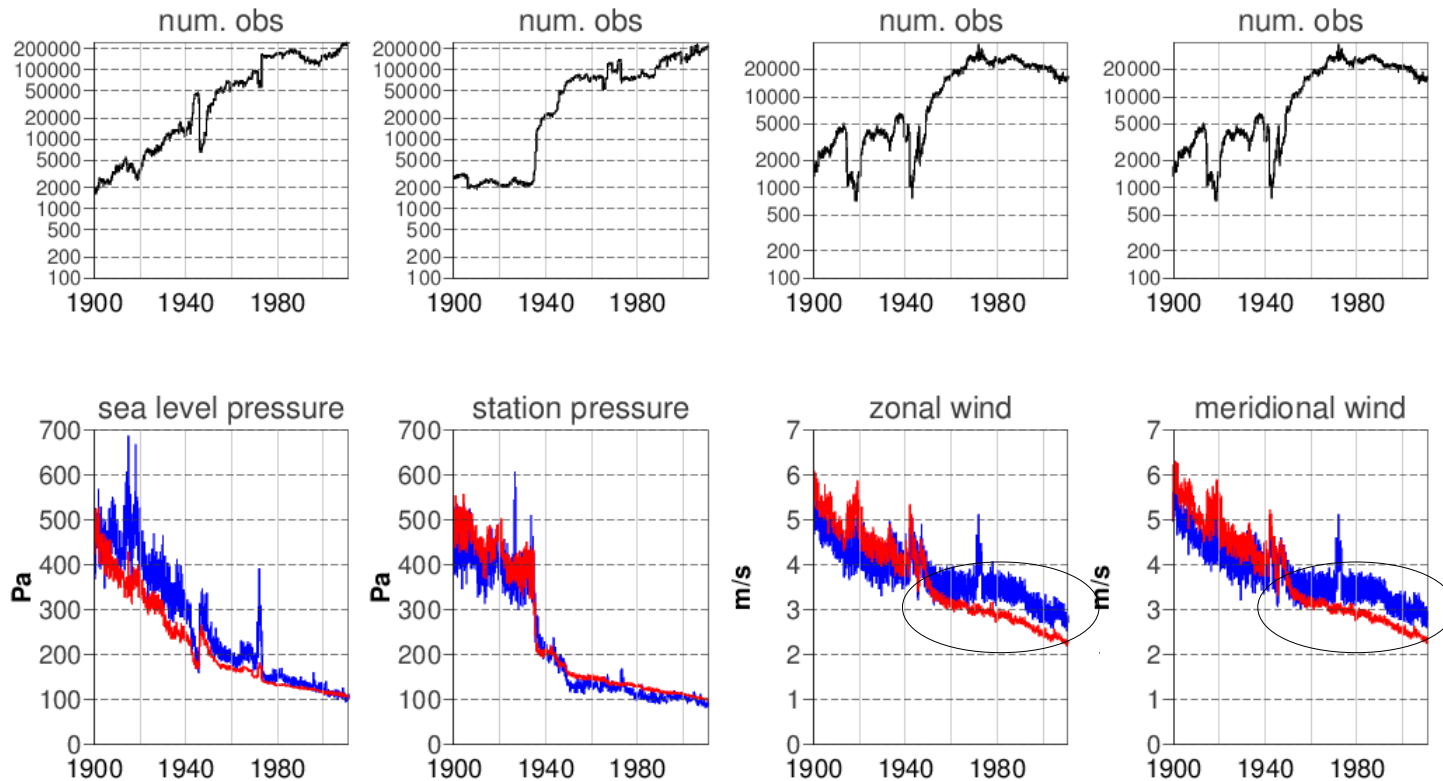 num. obs num. obs num. obs num. obs
200000 200000
100000 100000
50000 50000 20000 20000
20000 20000 10000 10000
10000 10000 5000 5000
5000 5000 2000 2000
2000 2000 1000 1000
1000 1000 500 500
500 500
200 200 200 200
100 100 100 100
1900 1940 1980 1900 1940 1980 1900 1940 1980 1900 1940 1980
sea level pressure station pressure zonal wind meridional wind
700 700 7 7
600 600 6 6
500 500 5 5
400 400 4 4
Pa Pa m/s m/s
300 300 3 3
200 200 2 2
100 100 1 1
0 0 0 0
1900 1940 1980 1900 1940 1980 1900 1940 1980 1900 1940 1980